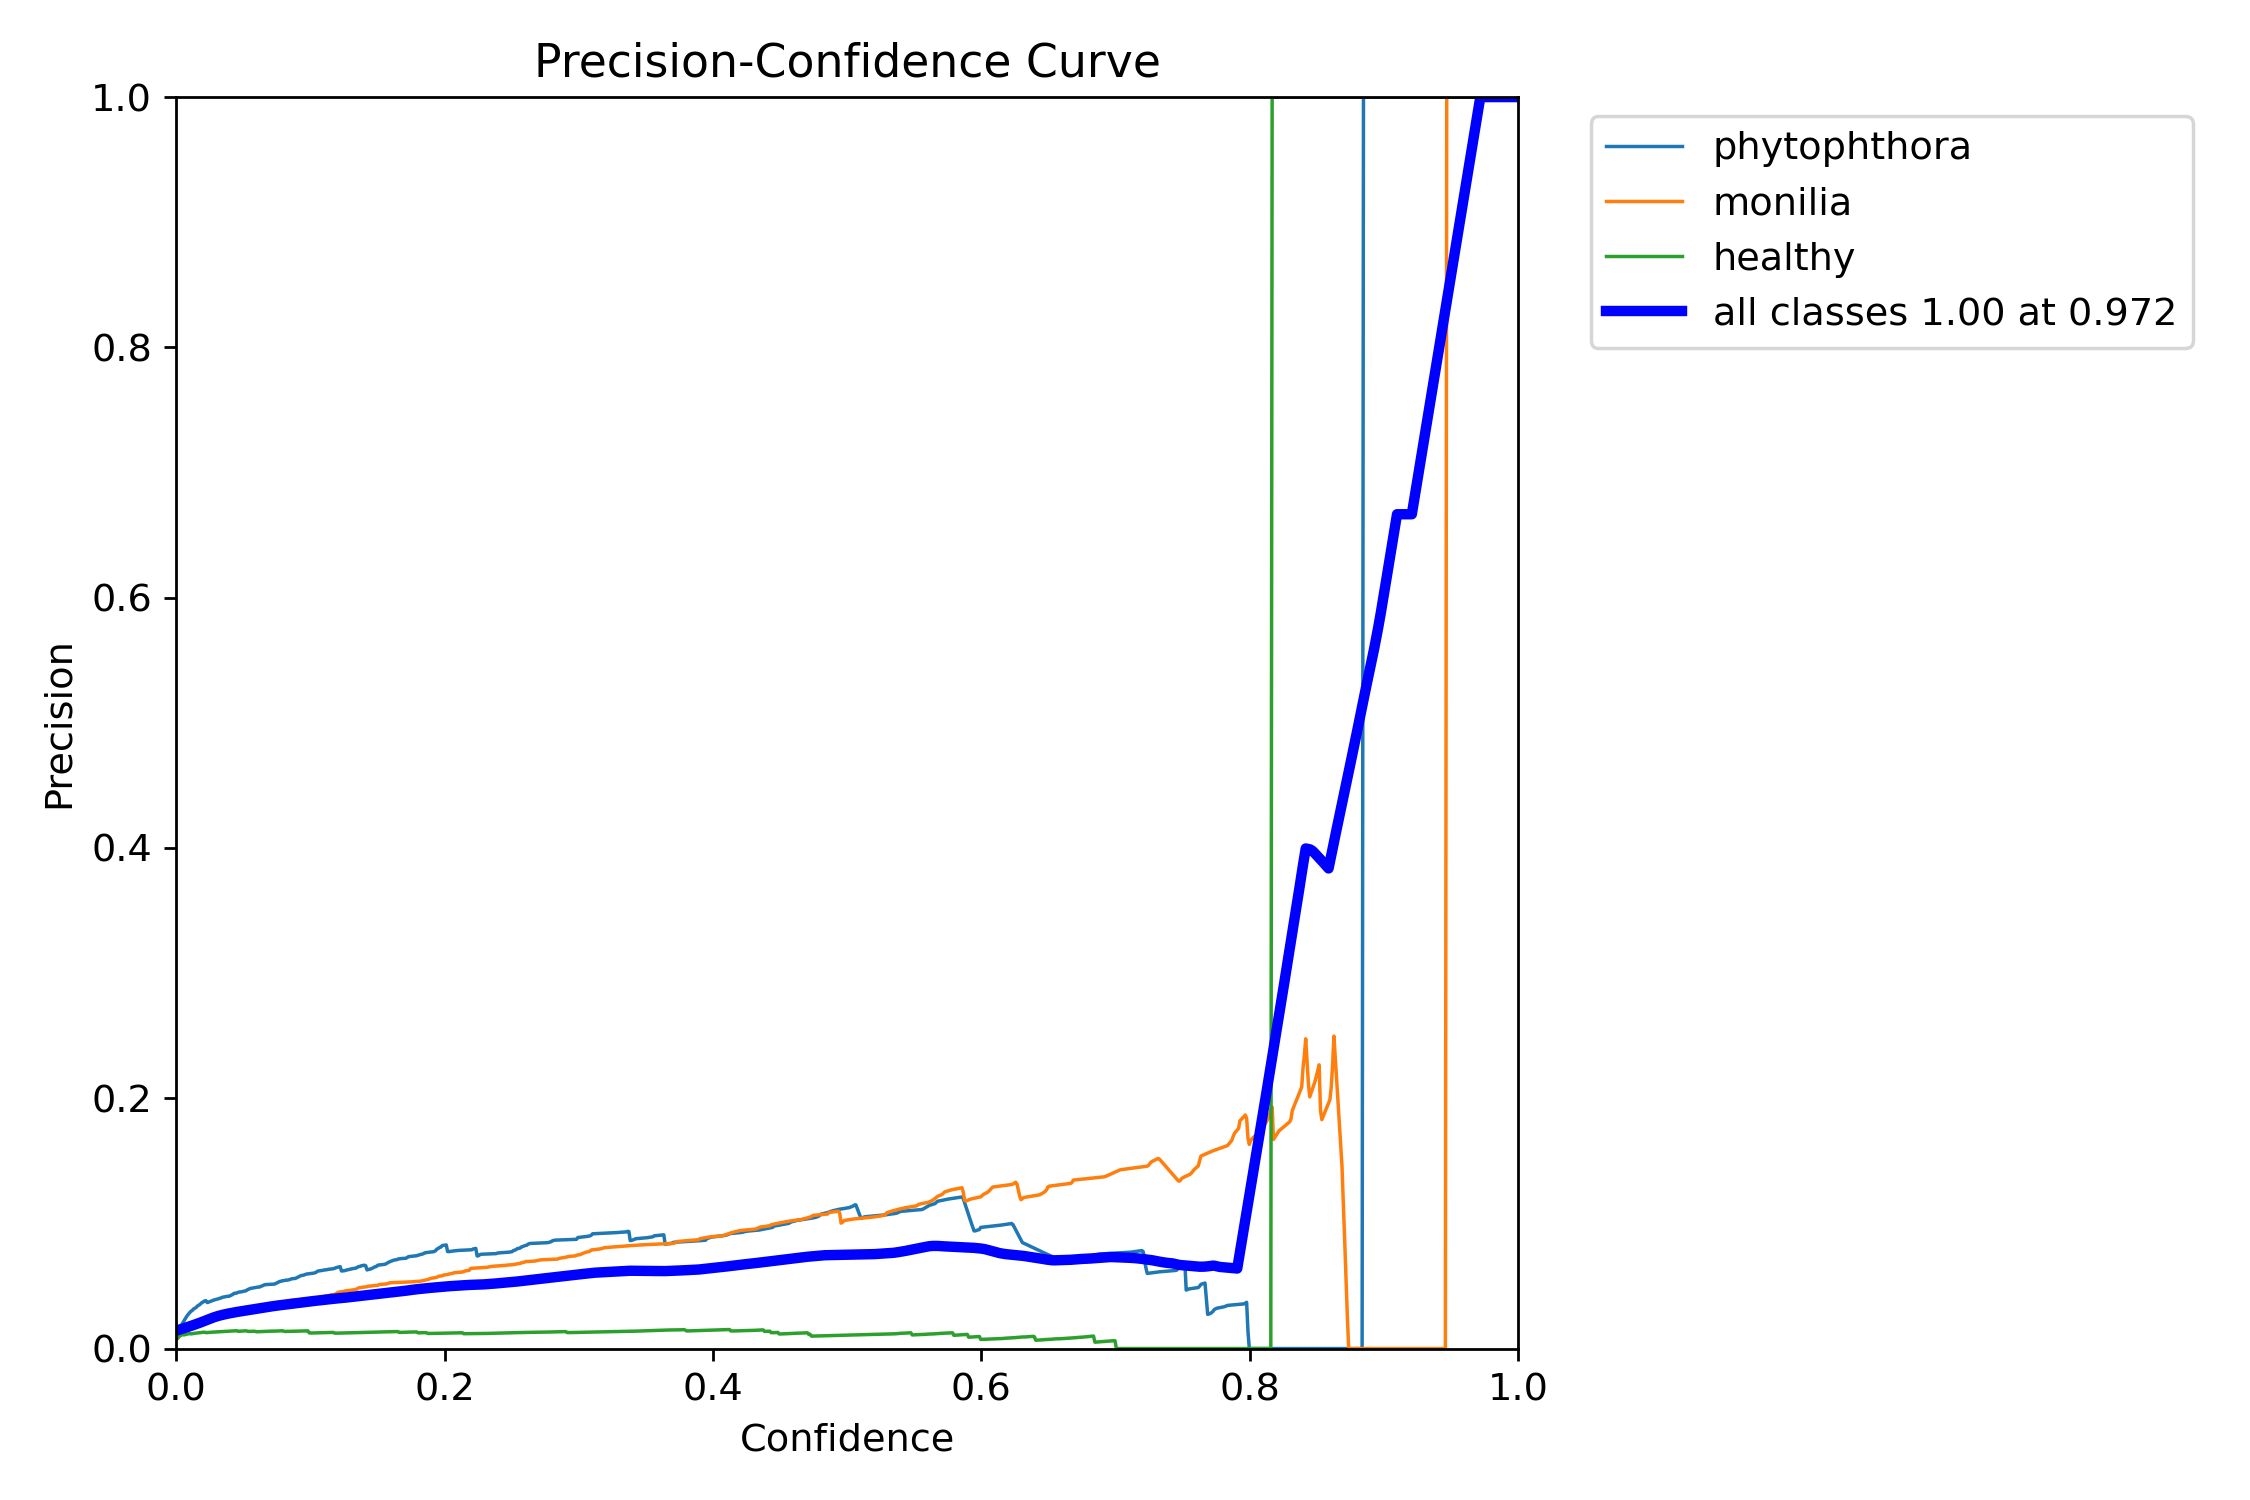 Precision-Confidence Curve
1.0
0.8
0.6
0.4
0.2
0.0
Precision
0.0 0.2 0.4 0.6 0.8 1.0
Confidence
phytophthora
monilia
healthy
all classes 1.00 at 0.972